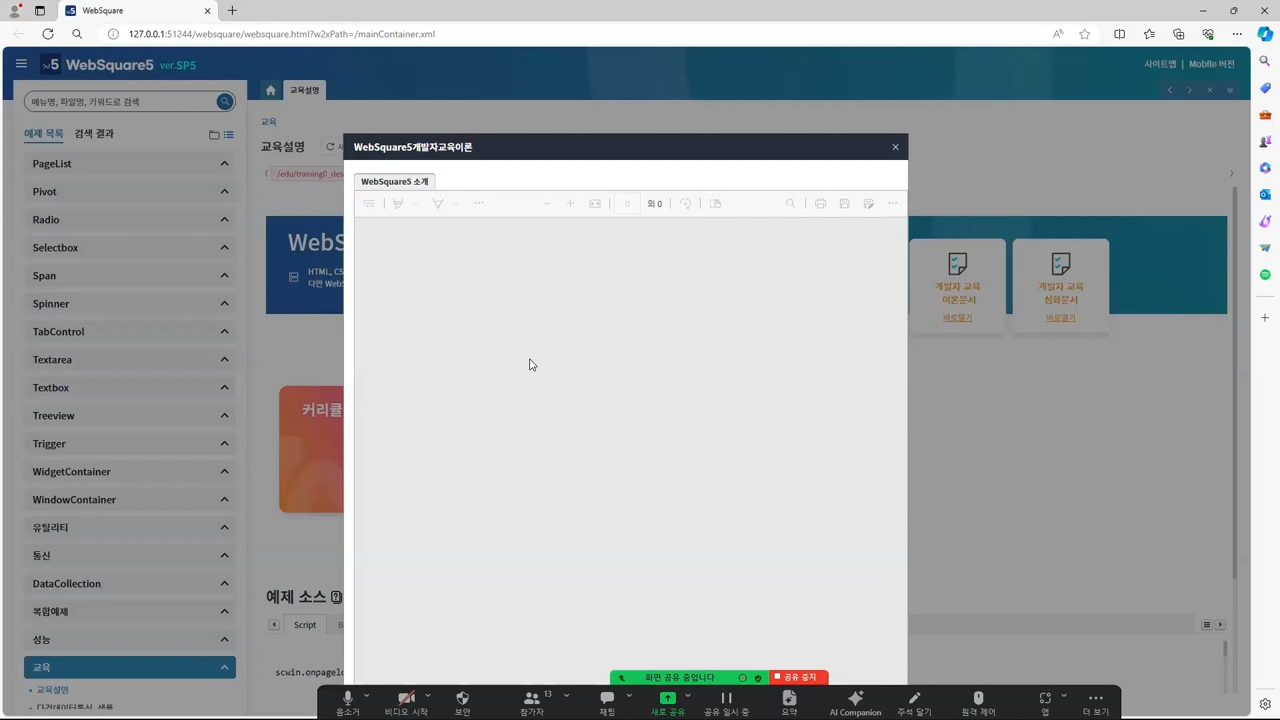 WebSquare
127.0.0.1:51244/websquare/websquare.html?w2xPath=/mainContainer.xml
WebSquare5 ver.SP5
사이트맵 | Mobile 버전
메뉴명, 파일명, 키워드로 검색
교육설명
예제 목록 검색 결과
교육
교육설명
/edu/training0_des
PageList
Pivot
Radio
Selectbox
Span
Spinner
TabControl
Textarea
Textbox
Treeview
Trigger
WidgetContainer
WindowContainer
유틸리티
통신
DataCollection
복합예제
성능
교육
교육설명
WebS
HTML, CS
다만 WebS
커리큘
WebSquare5개발자교육이론
WebSquare5 소개
0 의 0
개발자 교육
이론문서
바로열기
개발자 교육
심화문서
바로열기
예제 소스
Script
scwin.onpagelo
화면 공유 중입니다
공유 중지
음소거
비디오 시작
보안
참가자 13
채팅
새로 공유
공유 일시 중
요약
AI Companion
주석 달기
원격 제어
앱
더 보기